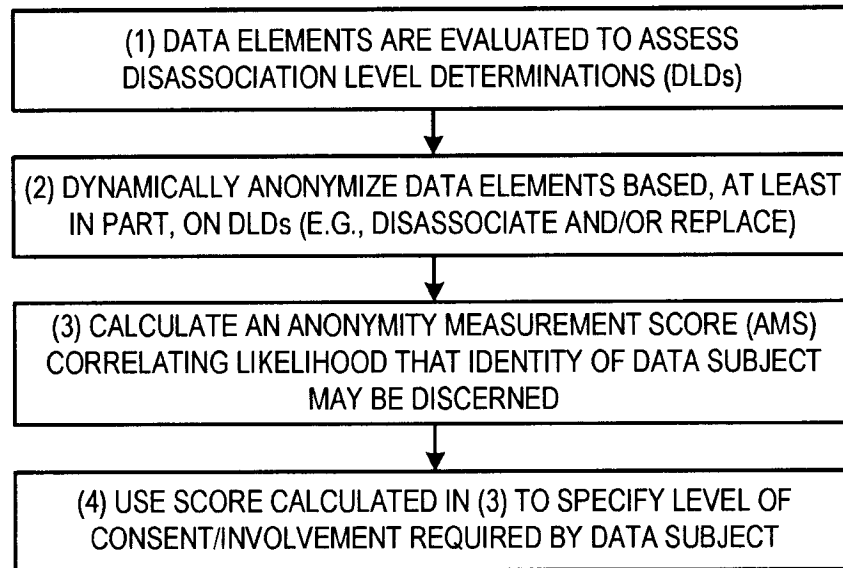 (1) DATA ELEMENTS ARE EVALUATED TO ASSESS
DISASSOCIATION LEVEL DETERMINATIONS (DLDs)
(2) DYNAMICALLY ANONYMIZE DATA ELEMENTS BASED, AT LEAST
IN PART, ON DLDs (E.G., DISASSOCIATE AND/OR REPLACE)
(3) CALCULATE AN ANONYMITY MEASUREMENT SCORE (AMS)
CORRELATING LIKELIHOOD THAT IDENTITY OF DATA SUBJECT
MAY BE DISCERNED
(4) USE SCORE CALCULATED IN (3) TO SPECIFY LEVEL OF
CONSENT/INVOLVEMENT REQUIRED BY DATA SUBJECT